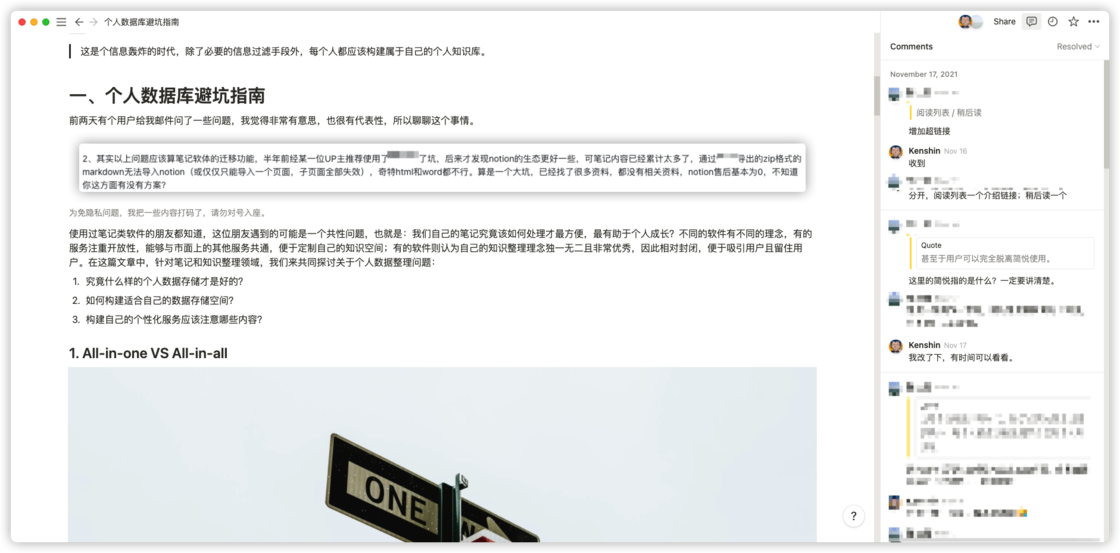 个人数据库避坑指南
Share
这是个信息轰炸的时代，除了必要的信息过滤手段外，每个人都应该构建属于自己的个人知识库。
一、个人数据库避坑指南
前两天有个用户给我邮件问了一些问题，我觉得非常有意思，也很有代表性，所以聊聊这个事情。
2、其实以上问题应该算笔记软体的迁移功能，半年前经某一位UP主推荐使用了 了坑，后来才发现notion的生态更好一些，可笔记内容已经累计太多了，通过 导出的zip格式的
markdown无法导入notion（或仅仅只能导入一个页面，子页面全部失效），奇特html和word都不行。算是一个大坑，已经找了很多资料，都没有相关资料，notion售后基本为0，不知道
你这方面有没有方案？
为免隐私问题，我把一些内容打码了，请勿对号入座。
使用过笔记类软件的朋友都知道，这位朋友遇到的可能是一个共性问题，也就是：我们自己的笔记究竟该如何处理才最方便，最有助于个人成长？不同的软件有不同的理念，有的
服务注重开放性，能够与市面上的其他服务共通，便于定制自己的知识空间；有的软件则认为自己的知识整理理念独一无二且非常优秀，因此相对封闭，便于吸引用户且留住用
户。在这篇文章中，针对笔记和知识整理领域，我们来共同探讨关于个人数据整理问题：
1. 究竟什么样的个人数据存储才是好的？
2. 如何构建适合自己的数据存储空间？
3. 构建自己的个性化服务应该注意哪些内容？
1. All-in-one VS All-in-all
ONE
?
Comments
Resolved
November 17, 2021
阅读列表 / 稍后读
增加超链接
Kenshin Nov 16
收到
分开，阅读列表一个介绍链接；稍后读一个
Quote
甚至于用户可以完全脱离简悦使用。
这里的简悦指的是什么？一定要讲清楚。
Kenshin Nov 17
我改了下，有时间可以看看。